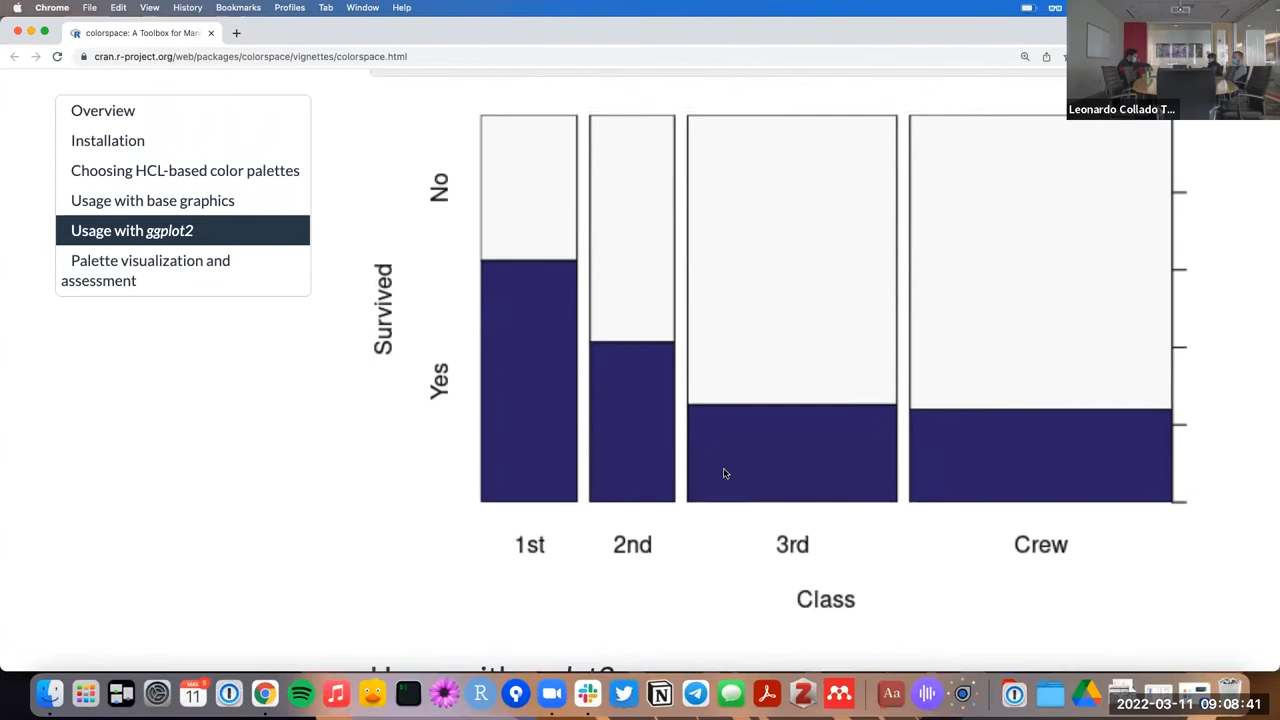 Chrome File Edit View History Bookmarks Profiles Tab Window Help
colorspace: A Toolbox for Man
cran.r-project.org/web/packages/colorspace/vignettes/colorspace.html
Leonardo Collado T...
Overview
Installation
Choosing HCL-based color palettes
Usage with base graphics
Usage with ggplot2
Palette visualization and
assessment
No
Yes
Survived
1st 2nd 3rd Crew
Class
MAR
11
Aa
2022-03-11 09:08:41